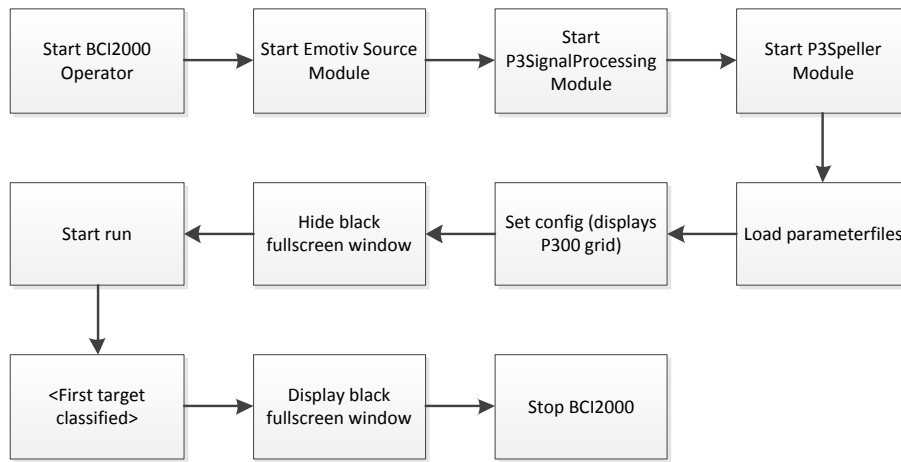 Start BCI2000
Operator
Start Emotiv Source
Module
Start
P3SignalProcessing
Module
Start P3Speller
Module
Load parameterfiles
Set config (displays
P300 grid)
Hide black
fullscreen window
Start run
<First target
classified>
Display black
fullscreen window
Stop BCI2000